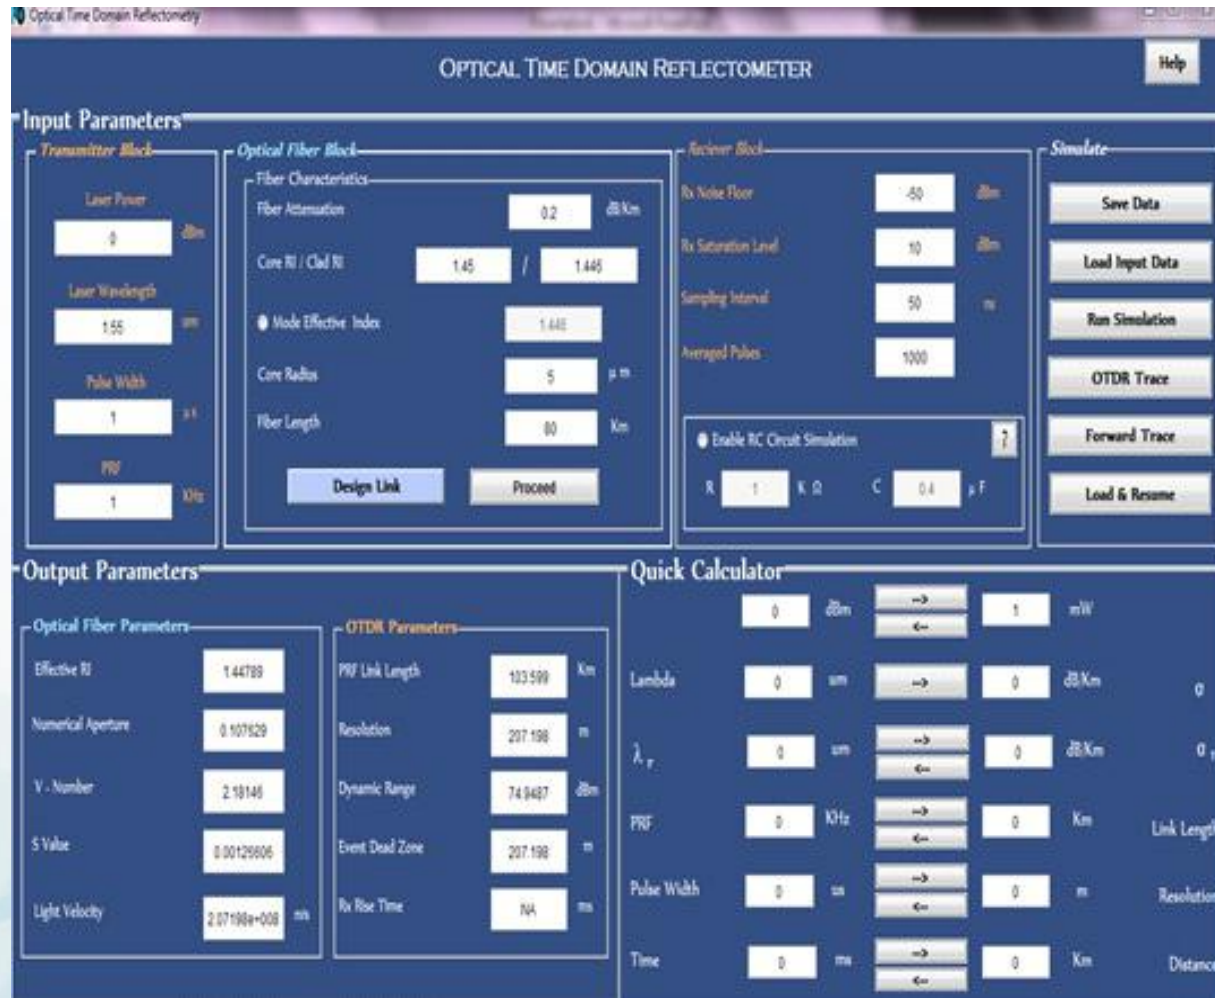 Optical Time Domain Reflectometry
OPTICAL TIME DOMAIN REFLECTOMETER
Help
Input Parameters
Transmitter Block
Laser Power
0 dBm
Laser Wavelength
1.55 um
Pulse Width
1 μs
PRF
1 KHz
Optical Fiber Block
Fiber Characteristics
Fiber Attenuation 0.2 dB/Km
Core RI / Clad RI 1.45 / 1.446
Mode Effective Index 1.448
Core Radius 5 μm
Fiber Length 80 Km
Design Link Proceed
Reciever Block
Rx Noise Floor -50 dBm
Rx Saturation Level 10 dBm
Sampling Interval 50 ns
Averaged Pulses 1000
Enable RC Circuit Simulation ?
R 1 K Ω C 0.4 μF
Simulate
Save Data
Load Input Data
Run Simulation
OTDR Trace
Forward Trace
Load & Resume
Output Parameters
Optical Fiber Parameters
Effective RI 1.44789
Numerical Aperture 0.107629
V - Number 2.18146
S Value
Light Velocity 2.07198e+008 m/s
OTDR Parameters
PRF Link Length 103.599 Km
Resolution 207.198 m
Dynamic Range 74.9487 dBm
Event Dead Zone 207.198 m
Rx Rise Time NA ms
Quick Calculator
0 dBm --> <-- 1 mW
Lambda 0 um --> 0 dB/Km α
λr 0 um --> <-- 0 dB/Km α
PRF 0 KHz --> <-- 0 Km Link Length
Pulse Width 0 us --> <-- 0 m Resolution
Time 0 ms --> <-- 0 Km Distance